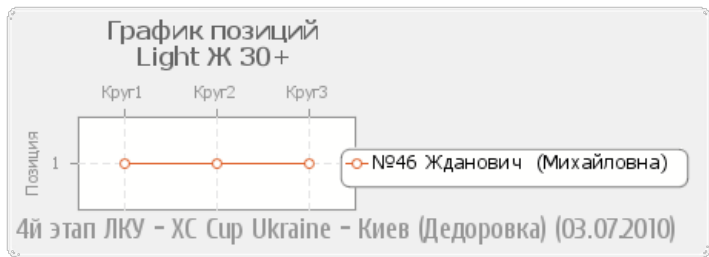 График позиций
Light Ж 30+
Круг1 Круг2 Круг3
Позиция
1
№46 Жданович (Михайловна)
4й этап ЛКУ - XC Cup Ukraine - Киев (Дедоровка) (03.07.2010)